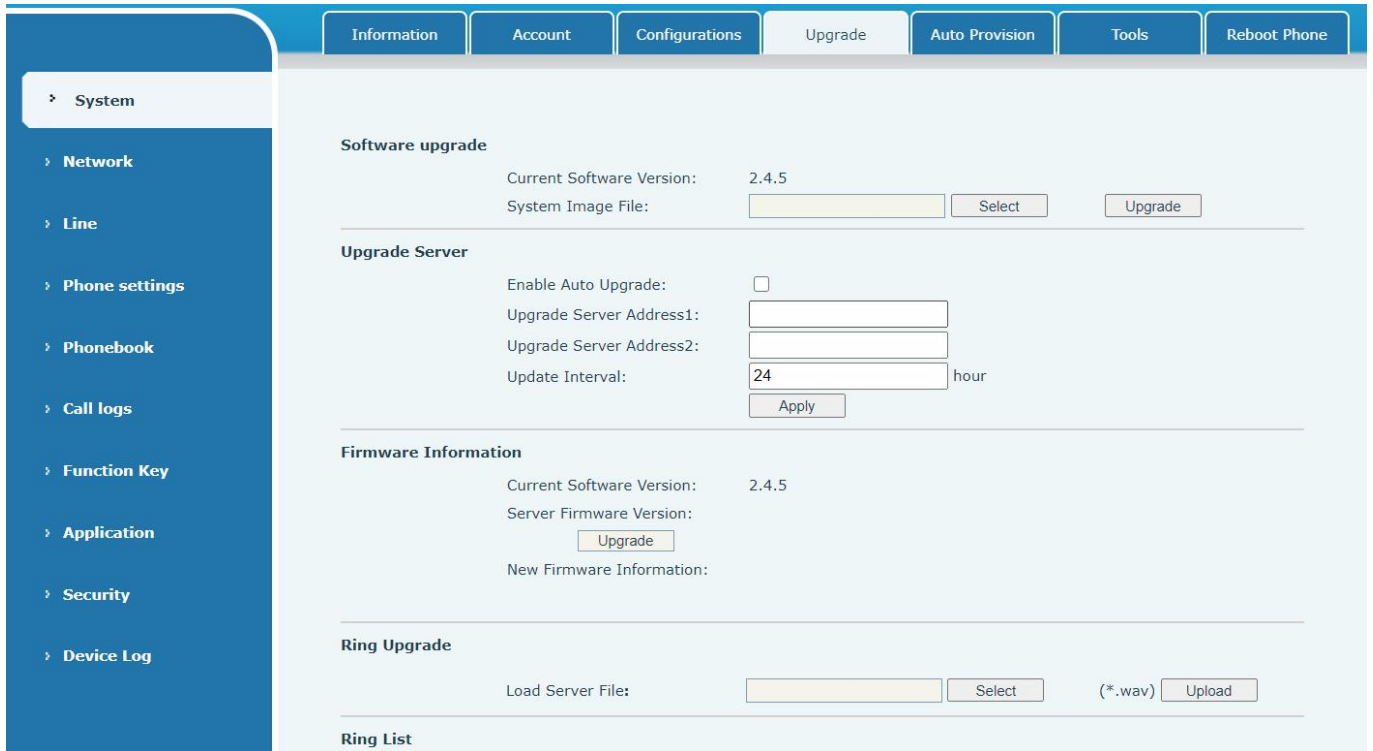 Information Account Configurations Upgrade Auto Provision Tools Reboot Phone
System
Network
Line
Phone settings
Phonebook
Call logs
Function Key
Application
Security
Device Log
Software upgrade
Current Software Version: 2.4.5
System Image File: Select Upgrade
Upgrade Server
Enable Auto Upgrade:
Upgrade Server Address1:
Upgrade Server Address2:
Update Interval: 24 hour
Apply
Firmware Information
Current Software Version: 2.4.5
Server Firmware Version:
Upgrade
New Firmware Information:
Ring Upgrade
Load Server File: Select (*.wav) Upload
Ring List